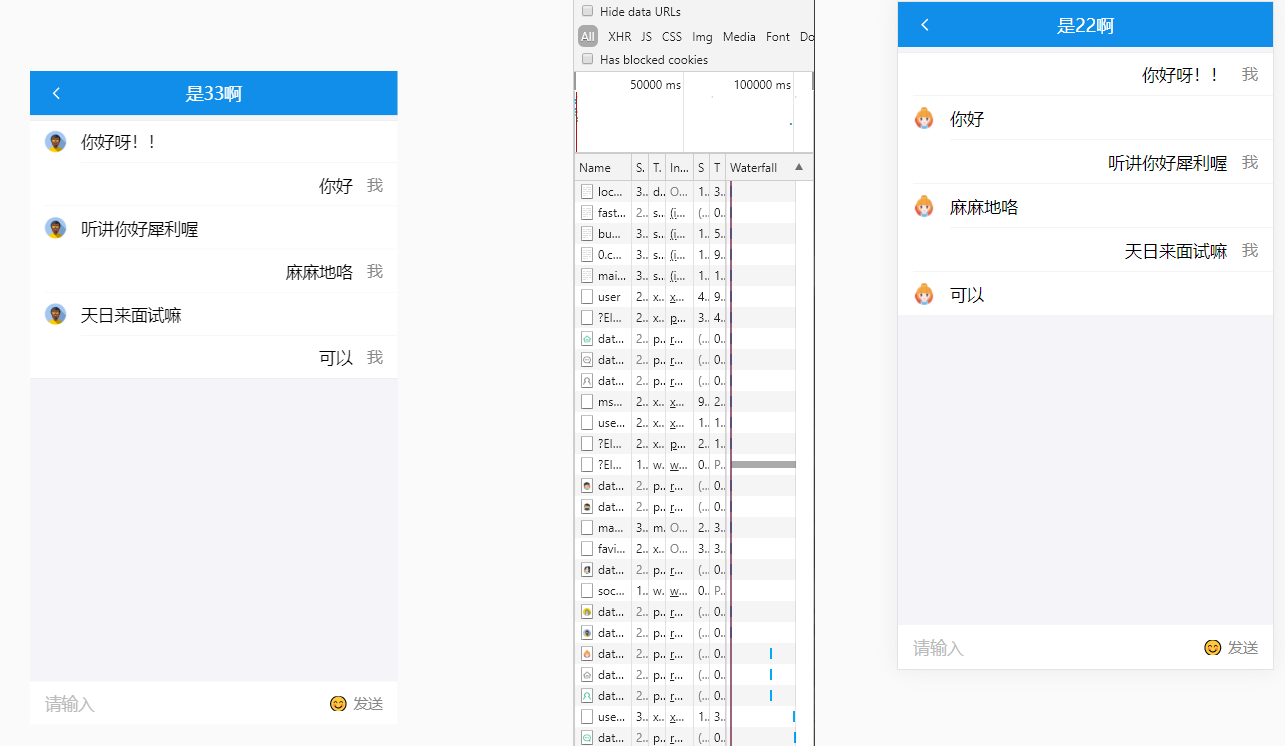 是33啊
你好呀！！
你好 我
听讲你好犀利喔
麻麻地咯 我
天日来面试嘛
可以 我
请输入 发送
Hide data URLs
All XHR JS CSS Img Media Font Do
Has blocked cookies
50000 ms 100000 ms
Name S. T. In... S T Waterfall
loc... 3.. d.. O... 1.. 3..
fast... 2.. s.. (i... (... 0..
bu... 3.. s.. (i... 1.. 5..
0.c... 3.. s.. (i... 1.. 9..
mai... 3.. s.. (i... 1.. 1..
user 2.. x.. x... 4.. 9..
?El... 2.. x.. p... 3.. 4..
dat... 2.. p.. r... (... 0..
dat... 2.. p.. r... (... 0..
dat... 2.. p.. r... (... 0..
ms... 2.. x.. x... 9.. 2..
use... 2.. x.. x... 1.. 1..
?El... 2.. x.. p... 2.. 1..
?El... 1.. w. w... 0.. P..
dat... 2.. p.. r... (... 0..
dat... 2.. p.. r... (... 0..
ma... 3.. m. O... 2.. 3..
favi... 2.. x.. O... 3.. 3..
dat... 2.. p.. r... (... 0..
soc... 1.. w. w... 0.. P..
dat... 2.. p.. r... (... 0..
dat... 2.. p.. r... (... 0..
dat... 2.. p.. r... (... 0..
dat... 2.. p.. r... (... 0..
dat... 2.. p.. r... (... 0..
use... 3.. x.. x... 1.. 3..
dat... 2.. p.. r... (... 0..
是22啊
你好呀！！ 我
你好
听讲你好犀利喔 我
麻麻地咯
天日来面试嘛 我
可以
请输入 发送